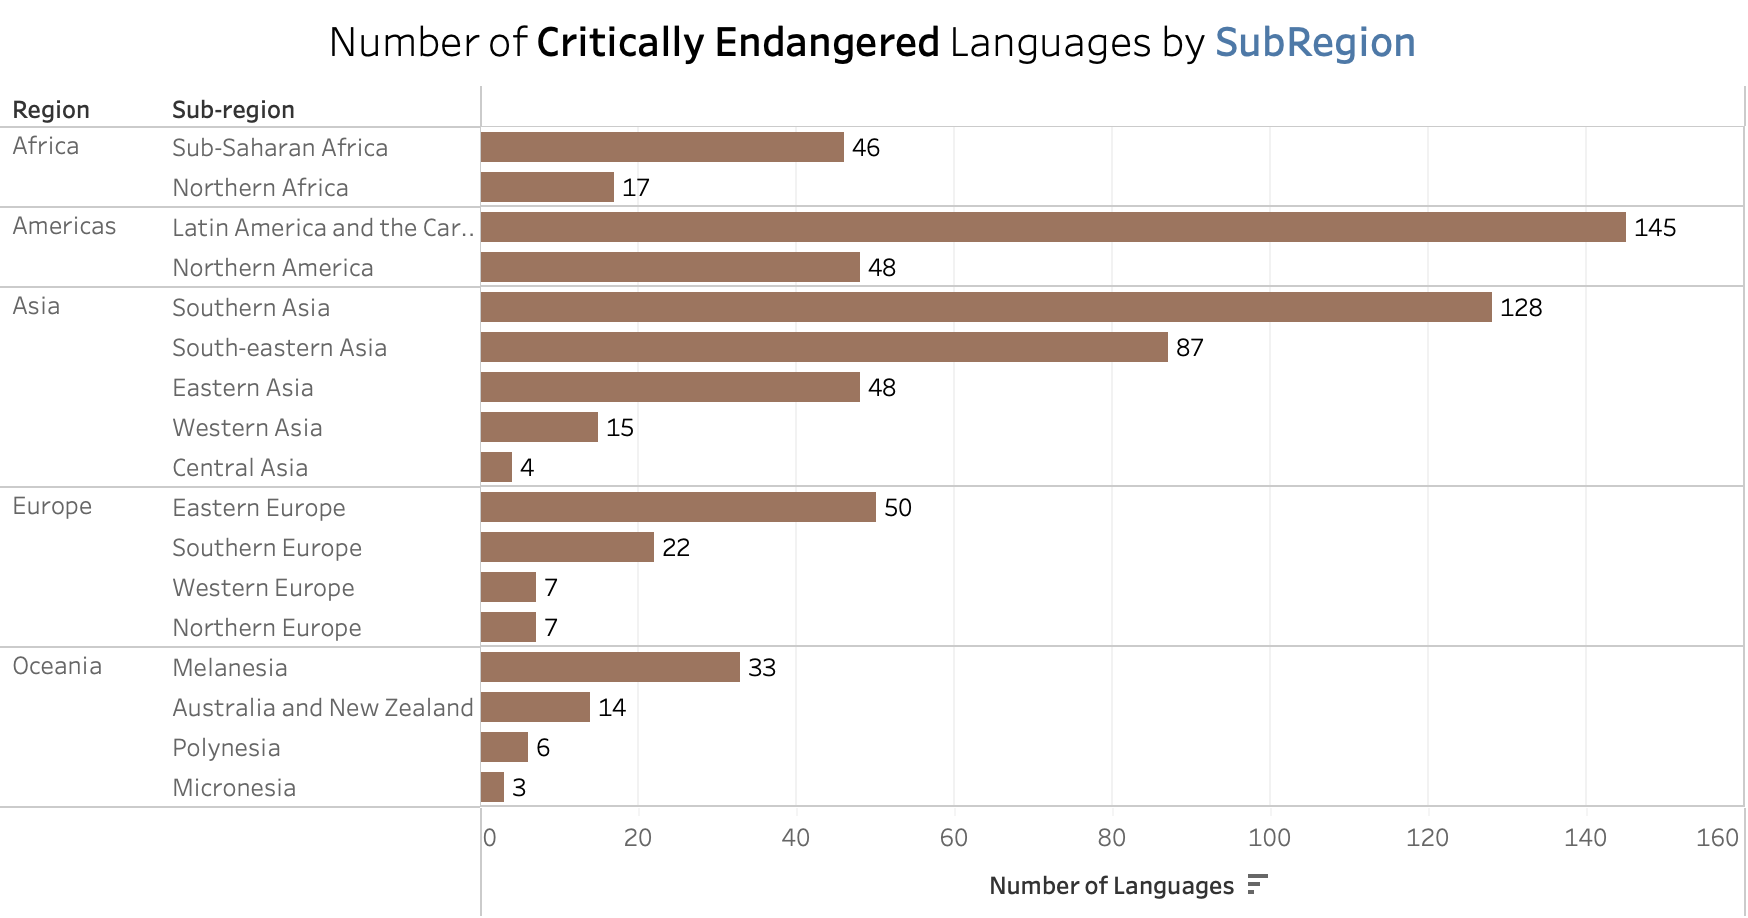 Number of Critically Endangered Languages by SubRegion
Region Sub-region
Africa Sub-Saharan Africa 46
Northern Africa 17
Americas Latin America and the Car.. 145
Northern America 48
Asia Southern Asia 128
South-eastern Asia 87
Eastern Asia 48
Western Asia 15
Central Asia 4
Europe Eastern Europe 50
Southern Europe 22
Western Europe 7
Northern Europe 7
Oceania Melanesia 33
Australia and New Zealand 14
Polynesia 6
Micronesia 3
0 20 40 60 80 100 120 140 160
Number of Languages